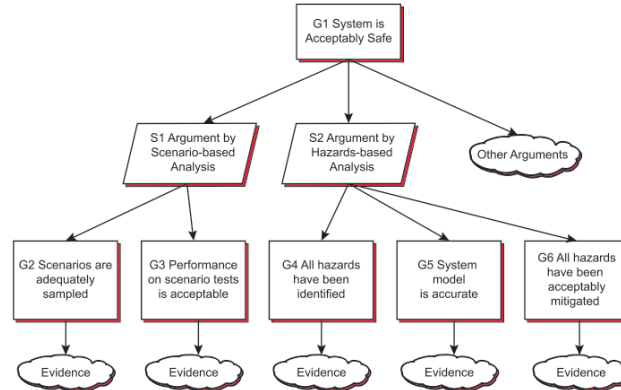 G1 System is
Acceptably Safe
S1 Argument by
Scenario-based
Analysis
S2 Argument by
Hazards-based
Analysis
Other Arguments
G2 Scenarios are
adequately
sampled
G3 Performance
on scenario tests
is acceptable
G4 All hazards
have been
identified
G5 System
model
is accurate
G6 All hazards
have been
acceptably
mitigated
Evidence
Evidence
Evidence
Evidence
Evidence